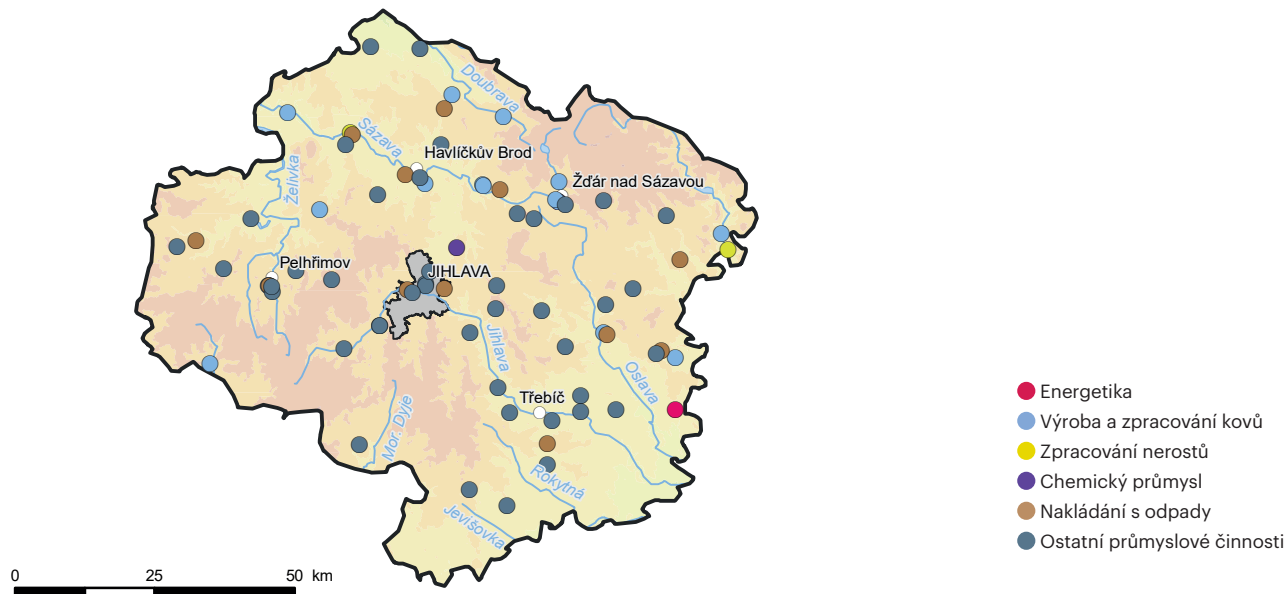 Doubrava
Sázava
Havlíčkův Brod
Žďár nad Sázavou
Želivka
Pelhřimov
JIHLAVA
Jihlava
Oslava
Třebíč
Mor. Dyje
Rokytná
Jevišovka
Energetika
Výroba a zpracování kovů
Zpracování nerostů
Chemický průmysl
Nakládání s odpady
Ostatní průmyslové činnosti
0 25 50 km